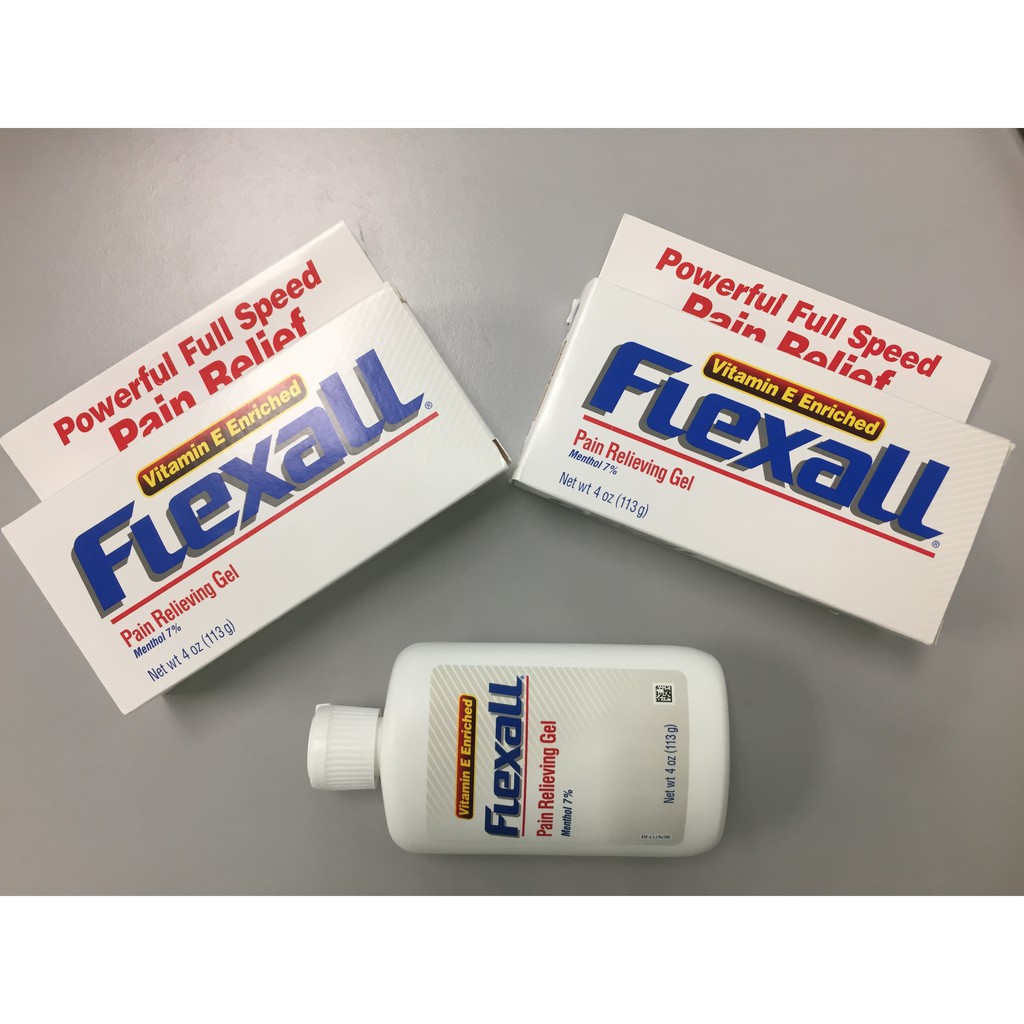 Powerful Full Speed
Pain Relief
Vitamin E Enriched
Flexall®
Pain Relieving Gel
Menthol 7%
Net wt 4 oz (113 g)
Powerful Full Speed
Pain Relief
Vitamin E Enriched
Flexall®
Pain Relieving Gel
Menthol 7%
Net wt 4 oz (113 g)
Vitamin E Enriched
Flexall®
Pain Relieving Gel
Menthol 7%
Net wt 4 oz (113 g)